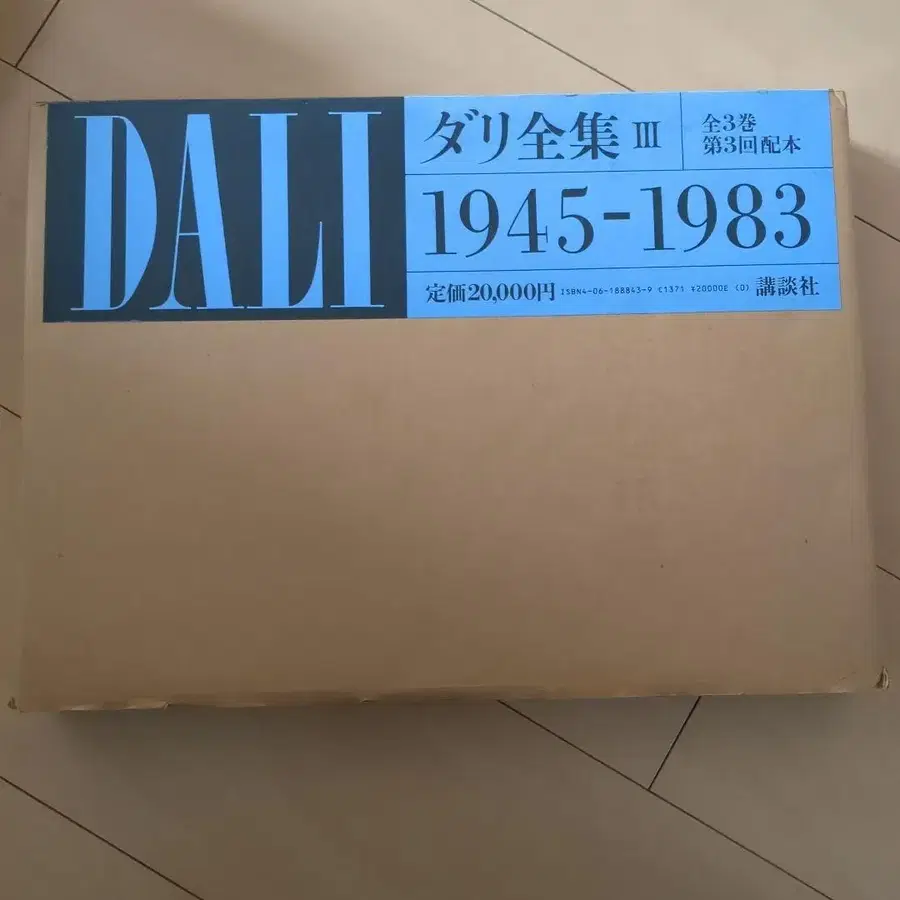 DALI
ダリ全集 III
全3巻
第3回配本
1945-1983
定価20,000円 ISBN4-06-188843-9 C1371 ¥20000E (0) 講談社